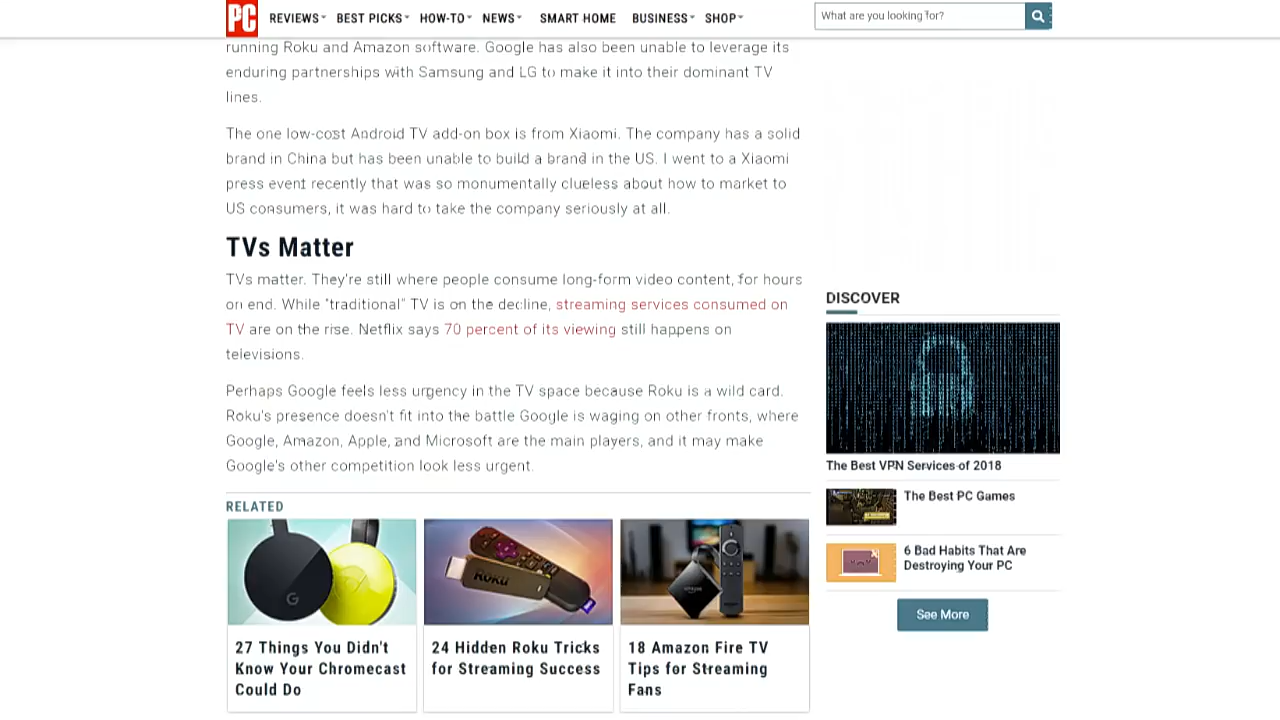 PC REVIEWS BEST PICKS HOW-TO NEWS SMART HOME BUSINESS SHOP What are you looking for?
running Roku and Amazon software. Google has also been unable to leverage its
enduring partnerships with Samsung and LG to make it into their dominant TV
lines.
The one low-cost Android TV add-on box is from Xiaomi. The company has a solid
brand in China but has been unable to build a brand in the US. I went to a Xiaomi
press event recently that was so monumentally clueless about how to market to
US consumers, it was hard to take the company seriously at all.
TVs Matter
TVs matter. They're still where people consume long-form video content, for hours
on end. While "traditional" TV is on the decline, streaming services consumed on
TV are on the rise. Netflix says 70 percent of its viewing still happens on
televisions.
Perhaps Google feels less urgency in the TV space because Roku is a wild card.
Roku's presence doesn't fit into the battle Google is waging on other fronts, where
Google, Amazon, Apple, and Microsoft are the main players, and it may make
Google's other competition look less urgent.
RELATED
G
Roku
27 Things You Didn't
Know Your Chromecast
Could Do
24 Hidden Roku Tricks
for Streaming Success
18 Amazon Fire TV
Tips for Streaming
Fans
DISCOVER
The Best VPN Services of 2018
The Best PC Games
6 Bad Habits That Are
Destroying Your PC
See More